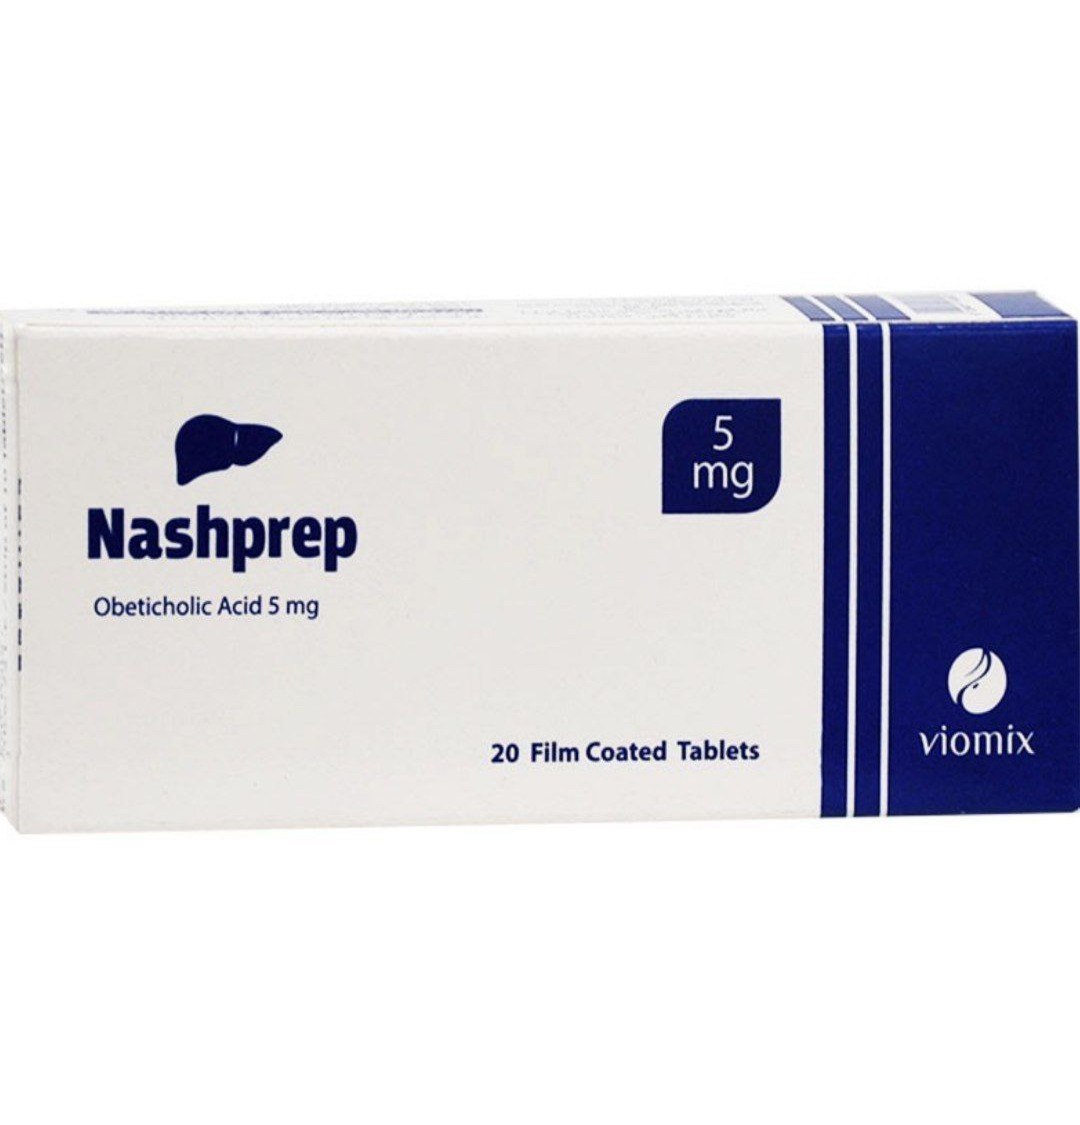 5
mg
Nashprep
Obeticholic Acid 5 mg
20 Film Coated Tablets
viomix